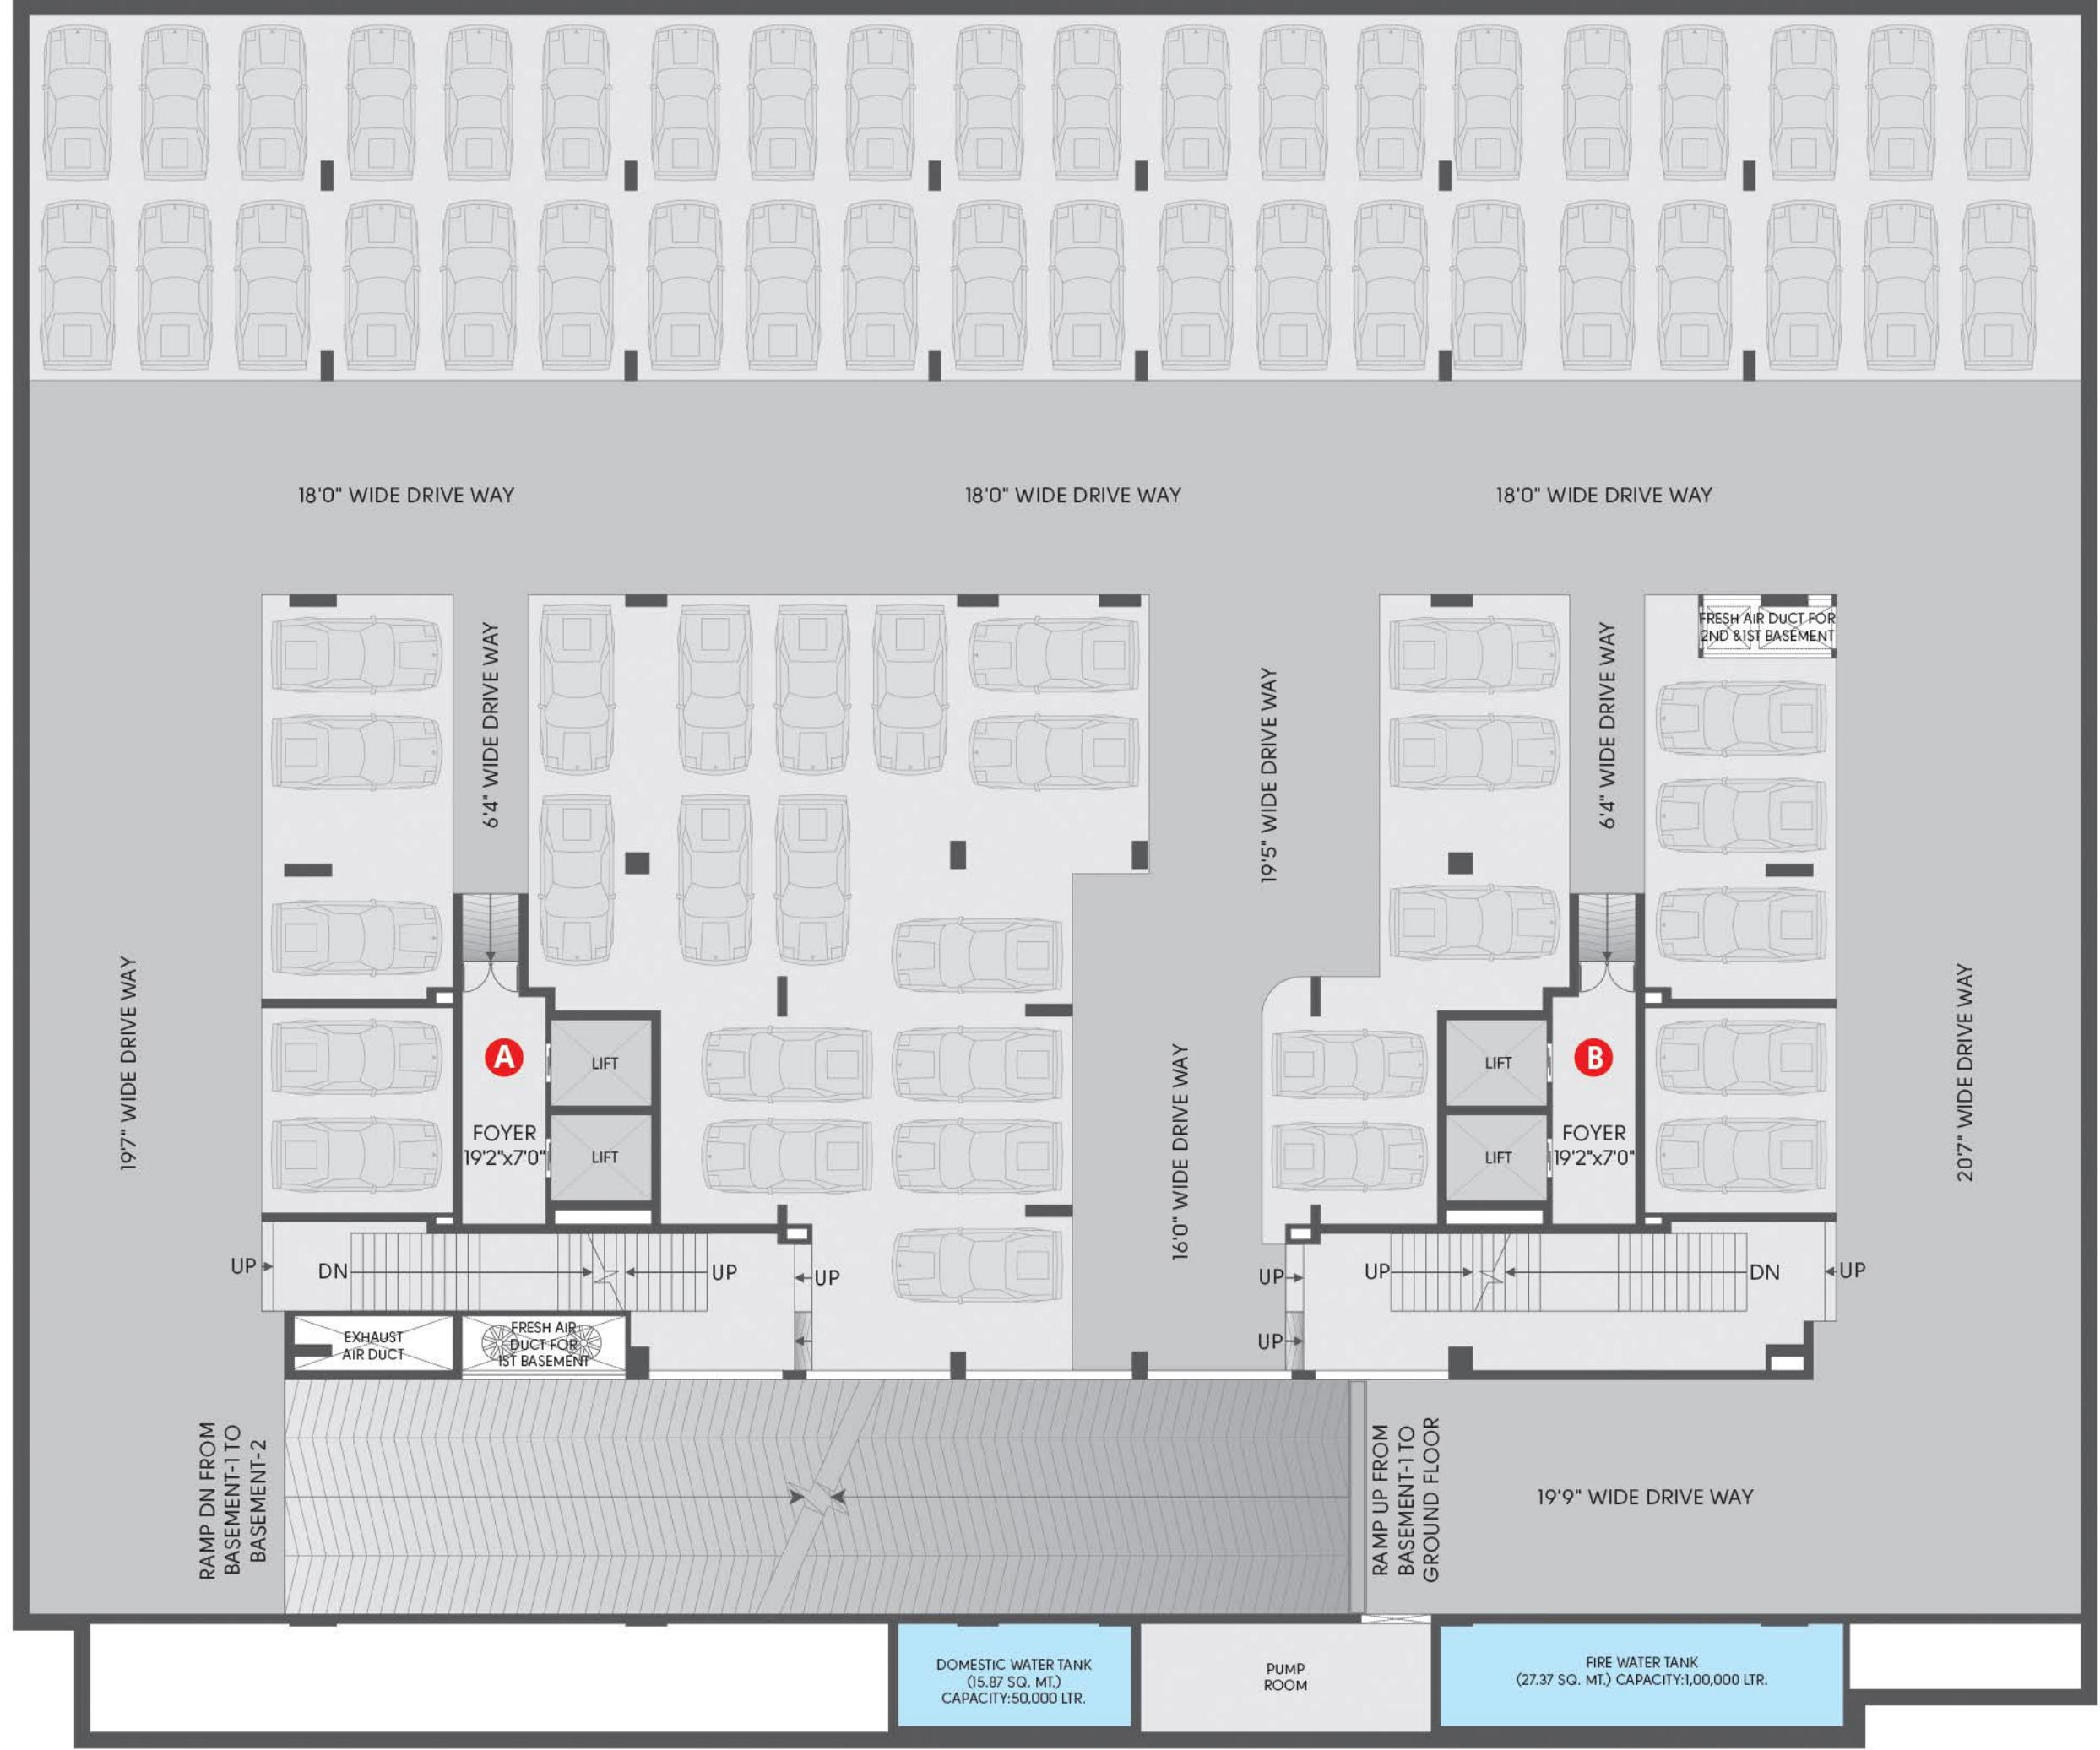 18'0" WIDE DRIVE WAY
18'0" WIDE DRIVE WAY
18'0" WIDE DRIVE WAY
FRESH AIR DUCT FOR
2ND &1ST BASEMENT
6'4" WIDE DRIVE WAY
19'5" WIDE DRIVE WAY
6'4" WIDE DRIVE WAY
19'7" WIDE DRIVE WAY
16'0" WIDE DRIVE WAY
20'7" WIDE DRIVE WAY
A
LIFT
LIFT
B
FOYER
19'2"x7'0"
LIFT
LIFT
FOYER
19'2"x7'0"
UP
DN
UP
UP
UP
UP
DN
UP
UP
EXHAUST
AIR DUCT
FRESH AIR
DUCT FOR
1ST BASEMENT
RAMP DN FROM
BASEMENT-1 TO
BASEMENT-2
RAMP UP FROM
BASEMENT-1 TO
GROUND FLOOR
19'9" WIDE DRIVE WAY
DOMESTIC WATER TANK
(15.87 SQ. MT.)
CAPACITY:50,000 LTR.
PUMP
ROOM
FIRE WATER TANK
(27.37 SQ. MT.) CAPACITY:1,00,000 LTR.